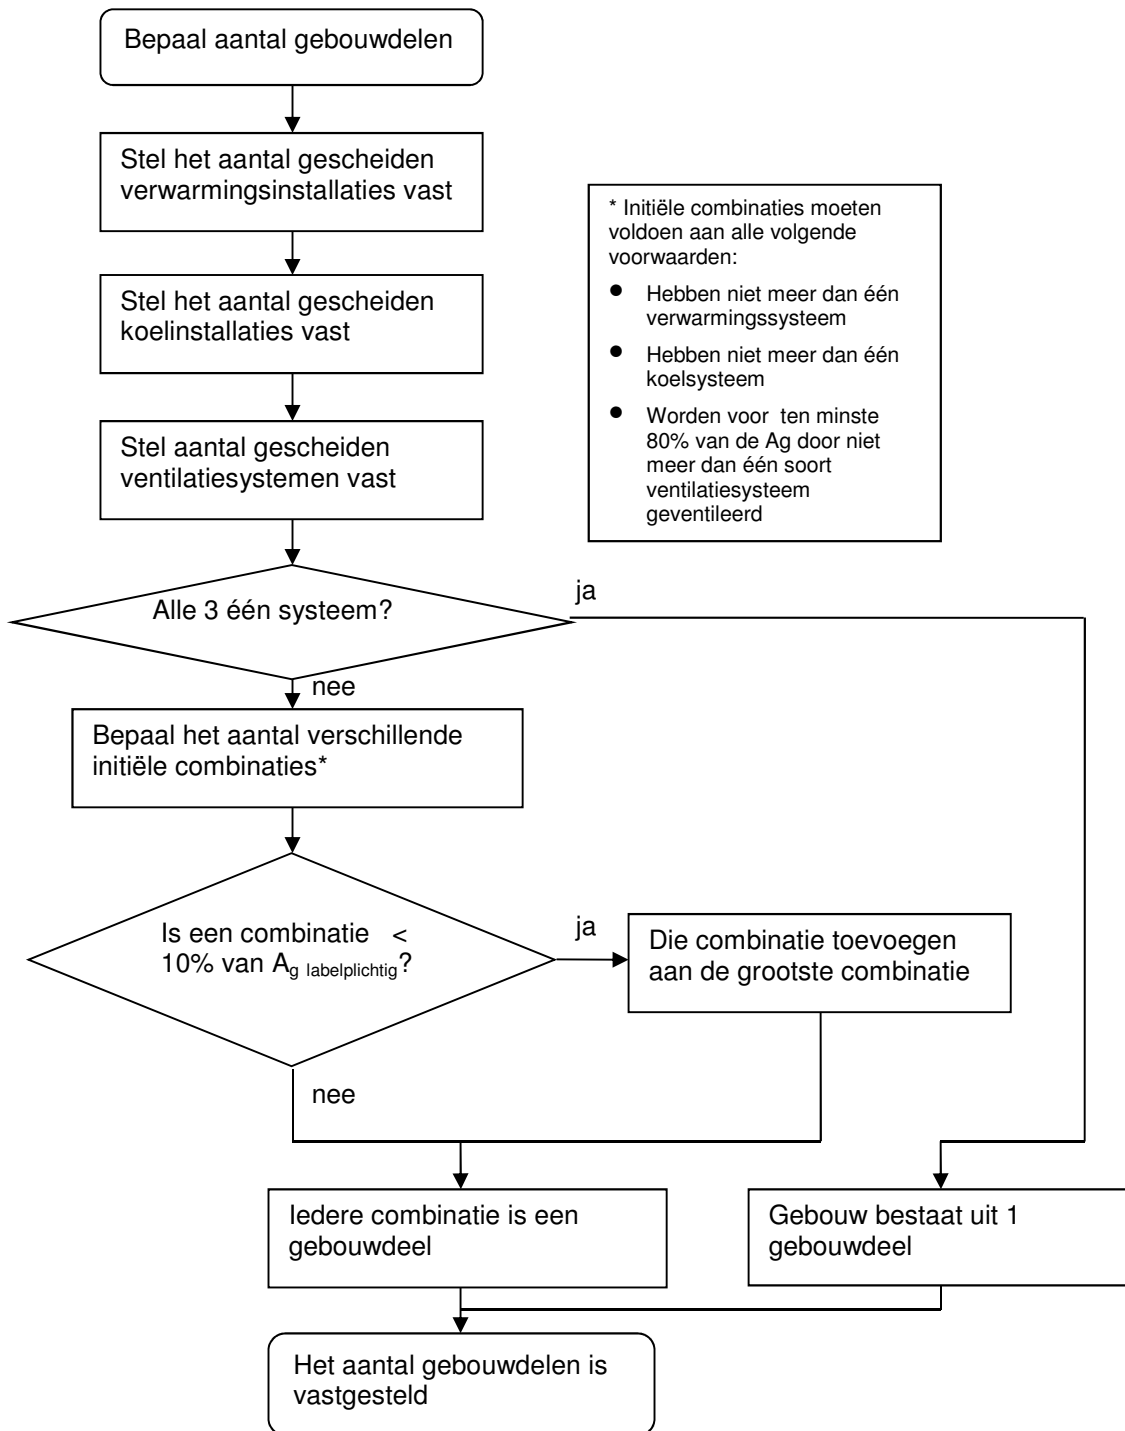 Bepaal aantal gebouwdelen
Stel het aantal gescheiden
verwarmingsinstallaties vast
* Initiële combinaties moeten
voldoen aan alle volgende
voorwaarden:
● Hebben niet meer dan één
verwarmingssysteem
● Hebben niet meer dan één
koelsysteem
● Worden voor ten minste
80% van de Ag door niet
meer dan één soort
ventilatiesysteem
geventileerd
Stel het aantal gescheiden
koelinstallaties vast
Stel aantal gescheiden
ventilatiesystemen vast
Alle 3 één systeem?
ja
nee
Bepaal het aantal verschillende
initiële combinaties*
Is een combinatie <
10% van Ag labelplichtig?
ja
Die combinatie toevoegen
aan de grootste combinatie
nee
Iedere combinatie is een
gebouwdeel
Gebouw bestaat uit 1
gebouwdeel
Het aantal gebouwdelen is
vastgesteld